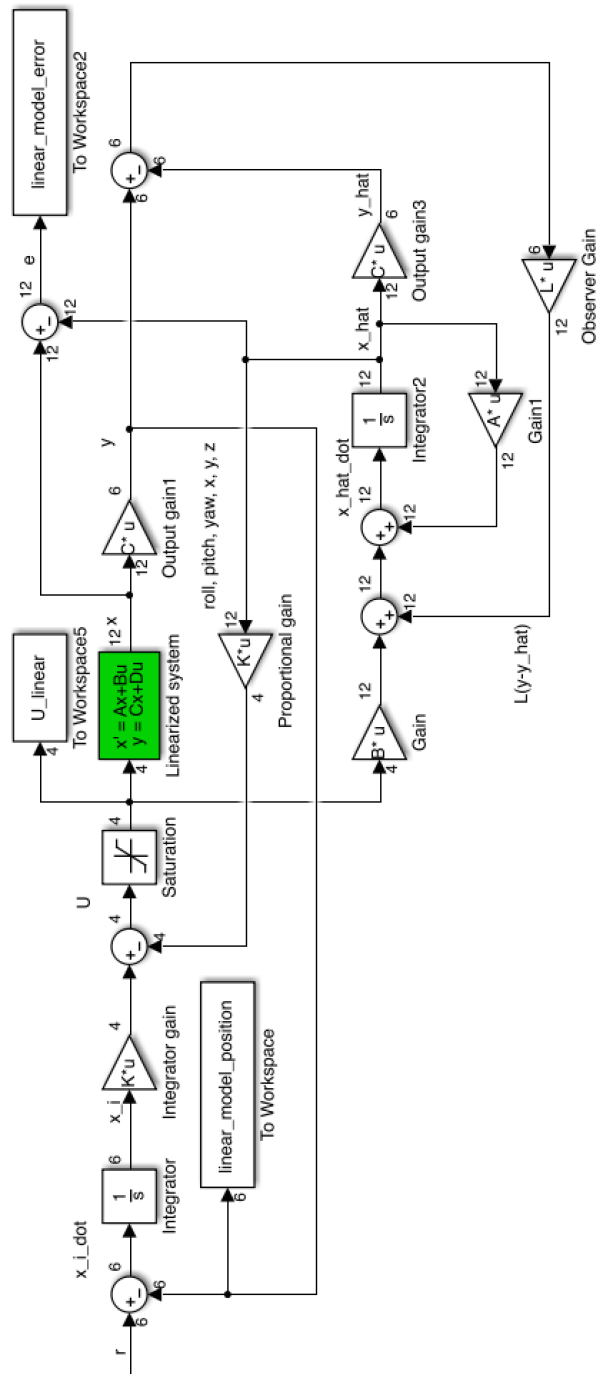 r
6
+-
6
6
x_i_dot
1
s
Integrator
6
x_i
K*u
Integrator gain
4
linear_model_position
6
To Workspace
+-
4
4
U
Saturation
4
U_linear
4
To Workspace5
x' = Ax+Bu
y = Cx+Du
4
Linearized system
12
x
C* u
12
Output gain1
6
y
+-
12
12
12
e
linear_model_error
To Workspace2
+-
6
6
6
roll, pitch, yaw, x, y, z
12
K*u
4
Proportional gain
B* u
4
Gain
12
++
12
12
L(y-y_hat)
++
12
12
x_hat_dot
1
s
Integrator2
12
x_hat
A* u
12
12
Gain1
C* u
12
Output gain3
6
y_hat
L* u
6
12
Observer Gain